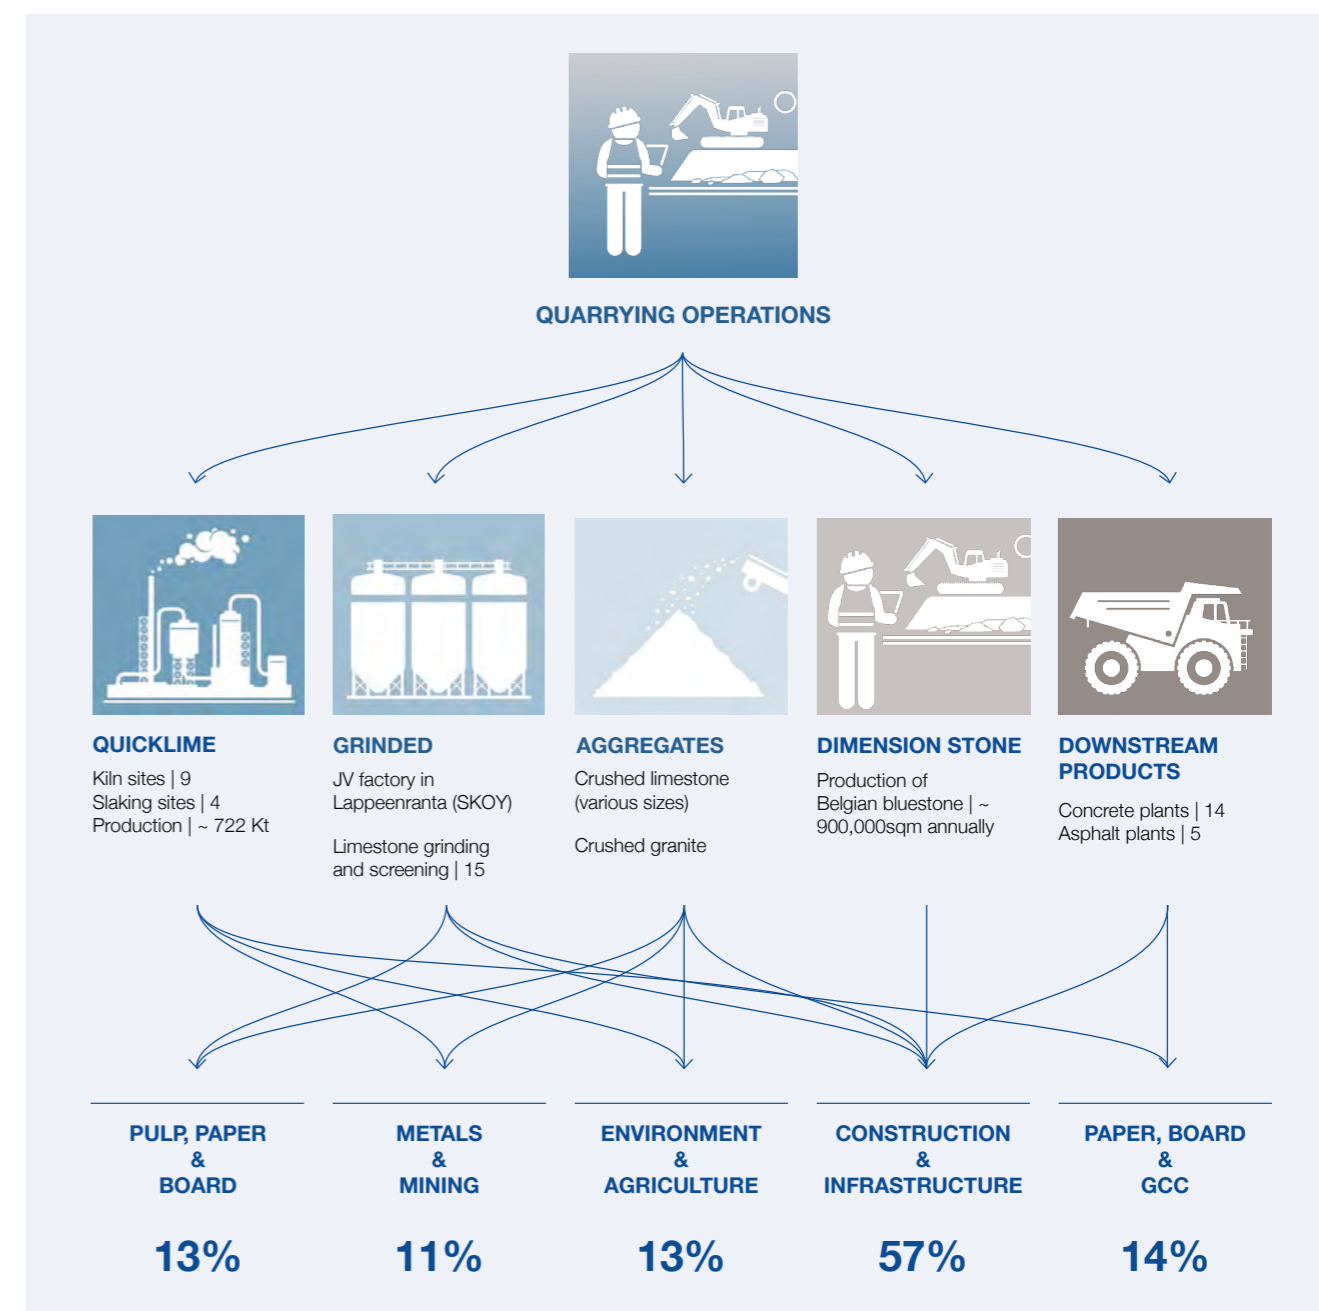 QUARRYING OPERATIONS
QUICKLIME
Kiln sites | 9
Slaking sites | 4
Production | ~ 722 Kt
GRINDED
JV factory in
Lappeenranta (SKOY)
Limestone grinding
and screening | 15
AGGREGATES
Crushed limestone
(various sizes)
Crushed granite
DIMENSION STONE
Production of
Belgian bluestone | ~
900,000sqm annually
DOWNSTREAM
PRODUCTS
Concrete plants | 14
Asphalt plants | 5
PULP, PAPER
&
BOARD
13%
METALS
&
MINING
11%
ENVIRONMENT
&
AGRICULTURE
13%
CONSTRUCTION
&
INFRASTRUCTURE
57%
PAPER, BOARD
&
GCC
14%